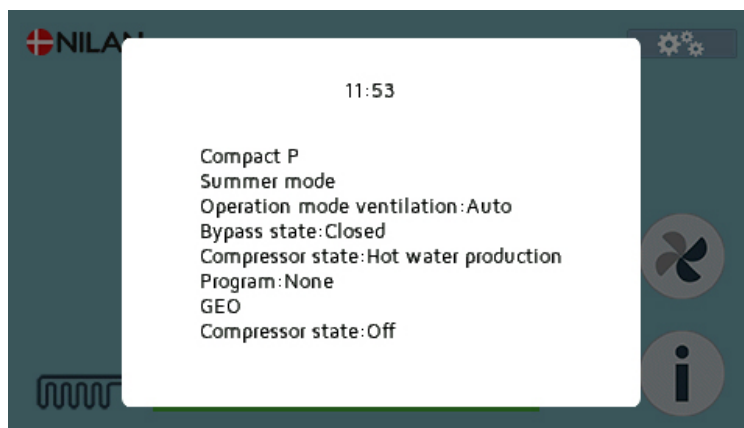 NILAN
11:53
Compact P
Summer mode
Operation mode ventilation:Auto
Bypass state:Closed
Compressor state:Hot water production
Program:None
GEO
Compressor state:Off